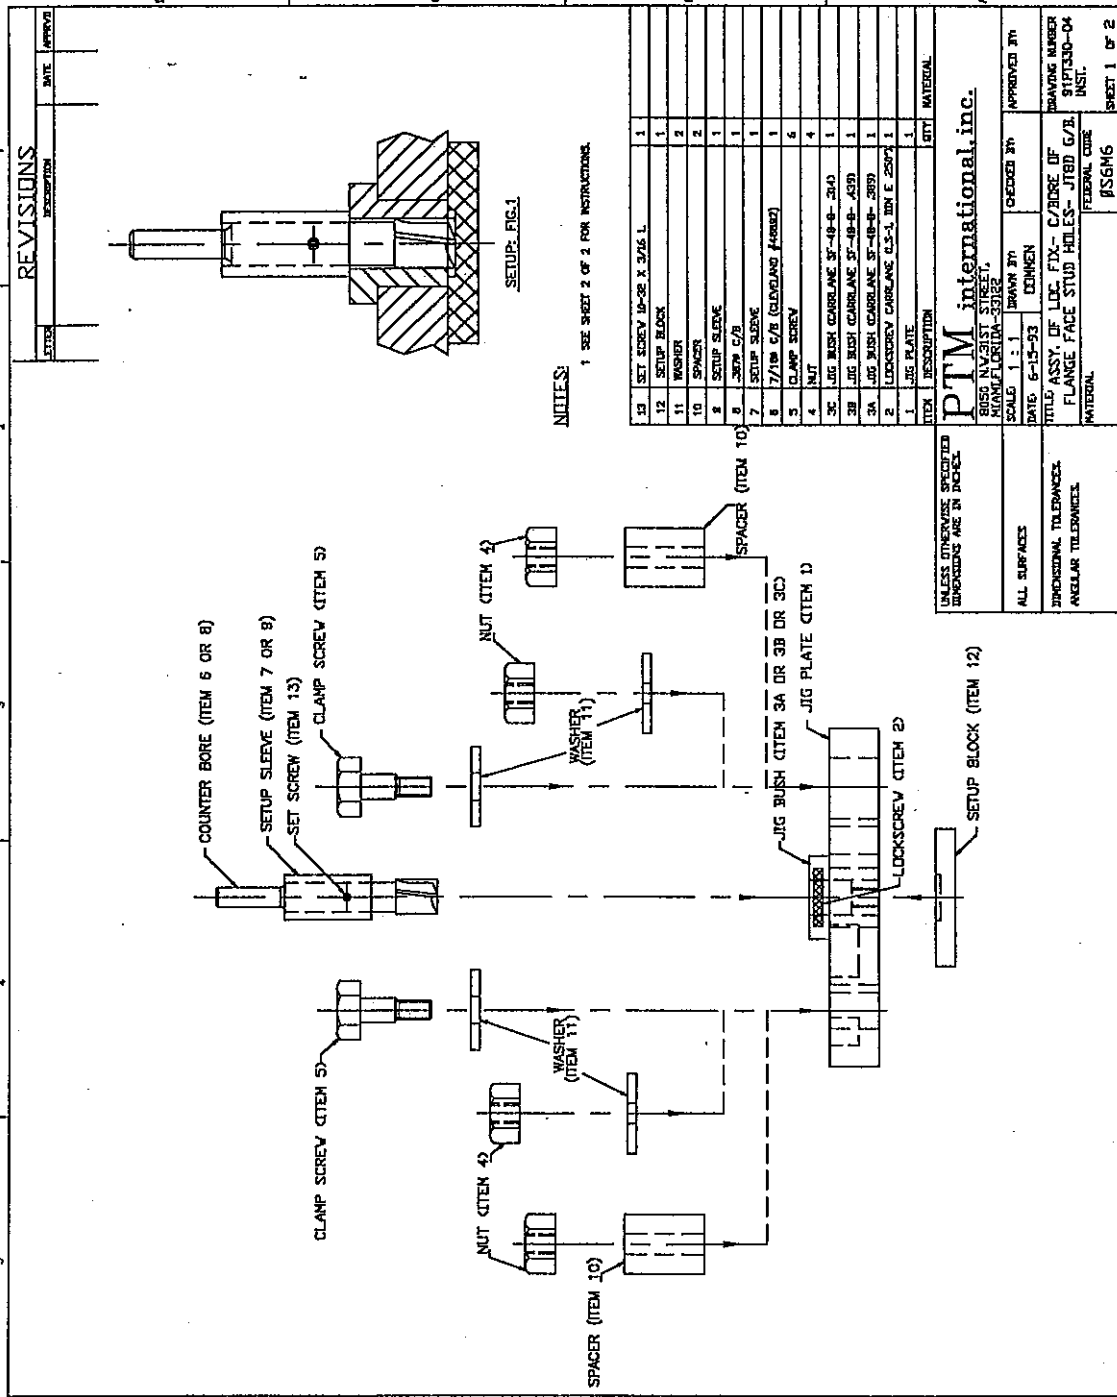 REVISIONS
LETTER DESCRIPTION DATE APPRVD
COUNTER BORE (ITEM 6 OR 8)
SETUP SLEEVE (ITEM 7 OR 9)
SET SCREW (ITEM 13)
CLAMP SCREW (ITEM 5)
CLAMP SCREW (ITEM 5)
NUT (ITEM 4)
NUT (ITEM 4)
WASHER
(ITEM 11)
WASHER
(ITEM 11)
SPACER (ITEM 10)
SPACER (ITEM 10)
JIG BUSH (ITEM 3A OR 3B OR 3C)
JIG PLATE (ITEM 1)
LOCKSCREW (ITEM 2)
SETUP BLOCK (ITEM 12)
SETUP: FIG.1
NOTES:
1 SEE SHEET 2 OF 2 FOR INSTRUCTIONS.
13 SET SCREW 10-32 X 3/16 L 1
12 SETUP BLOCK 1
11 WASHER 2
10 SPACER 2
9 SETUP SLEEVE 1
8 C/B 1
7 SETUP SLEEVE 1
6 7/16" C/B (CLEVELAND 1
5 CLAMP SCREW 6
4 NUT 4
3C JIG BUSH (CARRLANE SF-48-8- .314) 1
3B JIG BUSH (CARRLANE SF-48-8- .439) 1
3A JIG BUSH (CARRLANE SF-48-8- .389) 1
2 LOCKSCREW CARRLANE (LS-1, 1
1 JIG PLATE 1
ITEM DESCRIPTION QTY MATERIAL
UNLESS OTHERWISE SPECIFIED
DIMENSIONS ARE IN INCHES.
ALL SURFACES
DIMENSIONAL TOLERANCES.
ANGULAR TOLERANCES.
PTM international, inc.
8050 N.W.31ST STREET,
MIAMI,FLORIDA-33122
SCALE: 1 : 1 DRAWN BY: CHECKED BY: APPROVED BY:
DATE: 6-15-93
TITLE: ASSY. OF LOC. FIX.- C/BORE OF
FLANGE FACE STUD HOLES- JT8D G/B.
DRAWING NUMBER
91PT330-04
INST.
MATERIAL
FEDERAL CODE
0S6M6
SHEET 1 OF 2